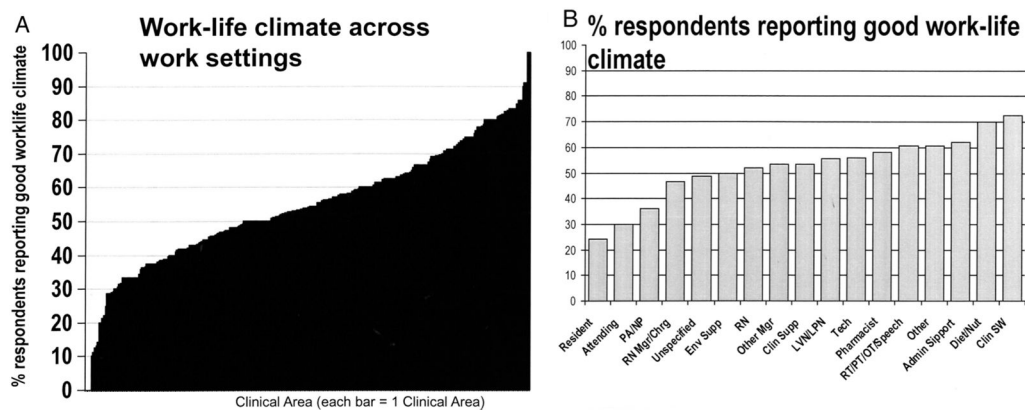 A
Work-life climate across
work settings
% respondents reporting good worklife climate
100
90
80
70
60
50
40
30
20
10
0
Clinical Area (each bar = 1 Clinical Area)
B
% respondents reporting good work-life
climate
100
90
80
70
60
50
40
30
20
10
0
Resident
Attending
PA/NP
RN Mgr/Chrg
Unspecified
Env Supp
RN
Other Mgr
Clin Supp
LVN/LPN
Tech
Pharmacist
RT/PT/OT/Speech
Other
Admin Sipport
Diet/Nut
Clin SW